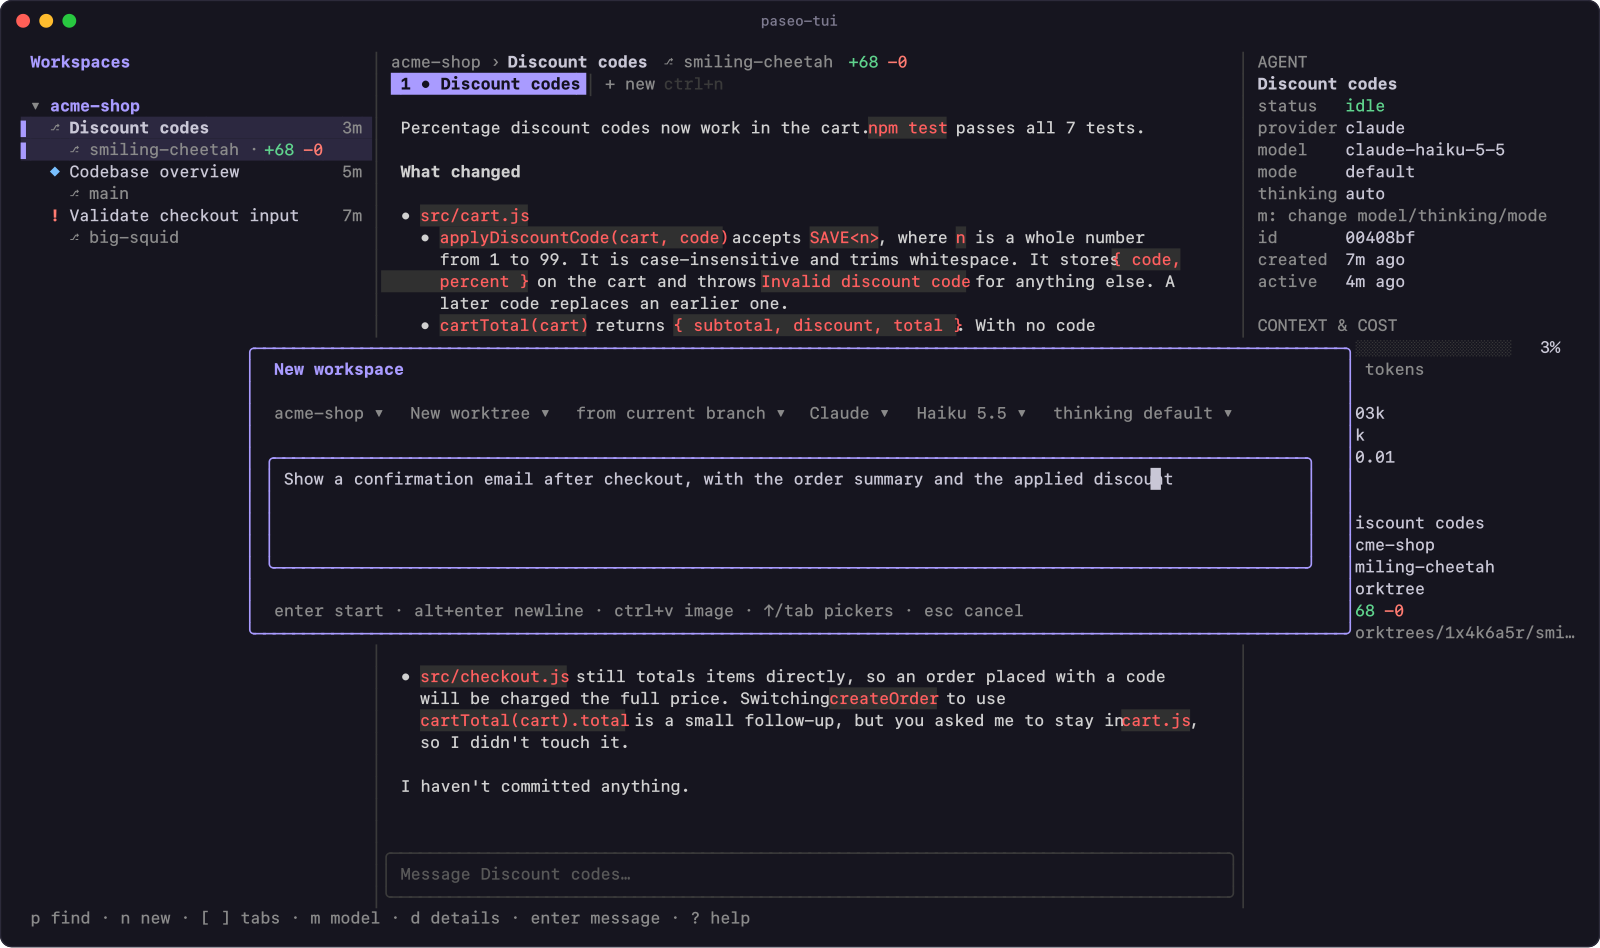 paseo-tui
Workspaces
▼ acme-shop
Discount codes 3m
smiling-cheetah · +68 -0
◆ Codebase overview 5m
main
! Validate checkout input 7m
big-squid
acme-shop › Discount codes smiling-cheetah +68 -0
1 ● Discount codes + new ctrl+n
Percentage discount codes now work in the cart.npm test passes all 7 tests.
What changed
● src/cart.js
● applyDiscountCode(cart, code) accepts SAVE<n>, where n is a whole number
from 1 to 99. It is case-insensitive and trims whitespace. It stores{ code,
percent } on the cart and throws Invalid discount code for anything else. A
later code replaces an earlier one.
● cartTotal(cart) returns { subtotal, discount, total }. With no code
AGENT
Discount codes
status idle
provider claude
model claude-haiku-5-5
mode default
thinking auto
m: change model/thinking/mode
id 00408bf
created 7m ago
active 4m ago
CONTEXT & COST
3%
tokens
03k
k
0.01
iscount codes
cme-shop
miling-cheetah
orktree
68 -0
orktrees/1x4k6a5r/smi…
New workspace
acme-shop ▼ New worktree ▼ from current branch ▼ Claude ▼ Haiku 5.5 ▼ thinking default ▼
Show a confirmation email after checkout, with the order summary and the applied discount
enter start · alt+enter newline · ctrl+v image · ↑/tab pickers · esc cancel
● src/checkout.js still totals items directly, so an order placed with a code
will be charged the full price. Switching createOrder to use
cartTotal(cart).total is a small follow-up, but you asked me to stay in cart.js,
so I didn't touch it.
I haven't committed anything.
Message Discount codes…
p find · n new · [ ] tabs · m model · d details · enter message · ? help